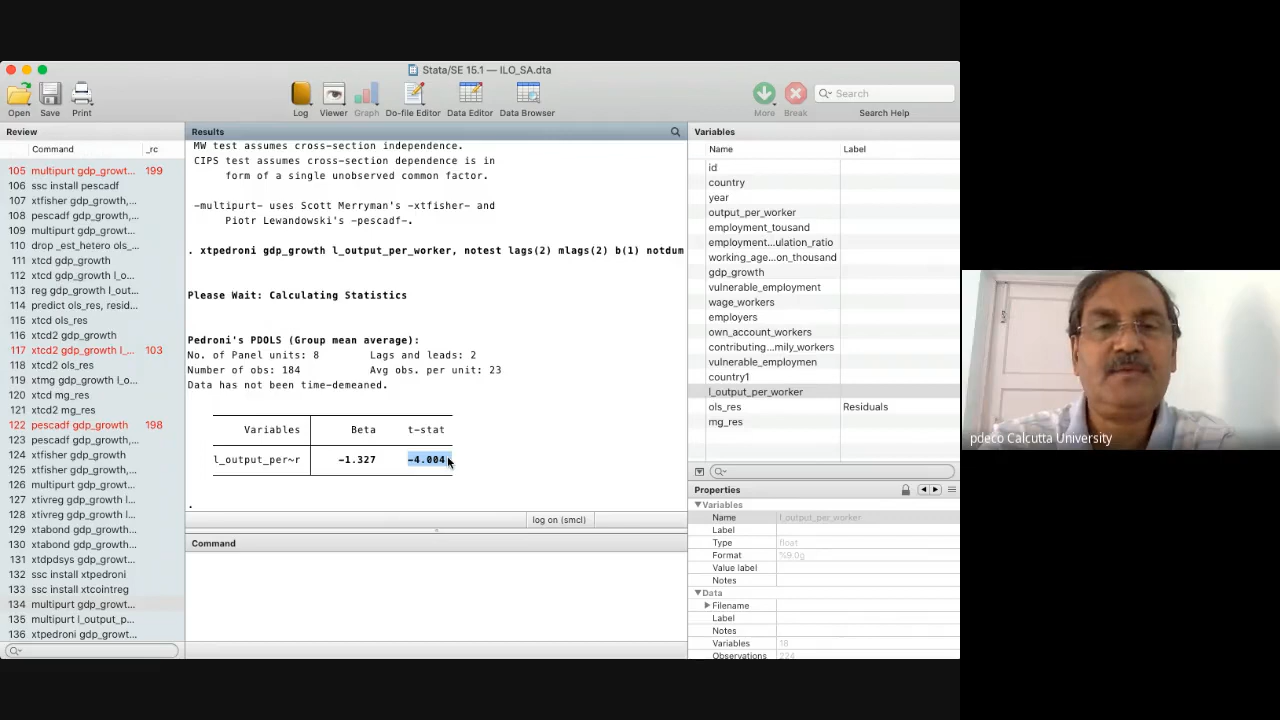 Stata/SE 15.1 — ILO_SA.dta
Open
Save
Print
Log
Viewer
Graph
Do-file Editor
Data Editor
Data Browser
More
Break
Search
Search Help
Review
Command _rc
105 multipurt gdp_growt... 199
106 ssc install pescadf
107 xtfisher gdp_growth,...
108 pescadf gdp_growth,...
109 multipurt gdp_growt...
110 drop _est_hetero ols_...
111 xtcd gdp_growth
112 xtcd gdp_growth l_o...
113 reg gdp_growth l_out...
114 predict ols_res, resid...
115 xtcd ols_res
116 xtcd2 gdp_growth
117 xtcd2 gdp_growth l_... 103
118 xtcd2 ols_res
119 xtmg gdp_growth l_o...
120 xtcd mg_res
121 xtcd2 mg_res
122 pescadf gdp_growth 198
123 pescadf gdp_growth,...
124 xtfisher gdp_growth
125 xtfisher gdp_growth,...
126 multipurt gdp_growt...
127 xtivreg gdp_growth l...
128 xtivreg gdp_growth l...
129 xtabond gdp_growth...
130 xtabond gdp_growth...
131 xtdpdsys gdp_growt...
132 ssc install xtpedroni
133 ssc install xtcointreg
134 multipurt gdp_growt...
135 multipurt l_output_p...
136 xtpedroni gdp_growt...
Results
MW test assumes cross-section independence.
CIPS test assumes cross-section dependence is in
form of a single unobserved common factor.
-multipurt- uses Scott Merryman's -xtfisher- and
Piotr Lewandowski's -pescadf-.
. xtpedroni gdp_growth l_output_per_worker, notest lags(2) mlags(2) b(1) notdum
Please Wait: Calculating Statistics
Pedroni's PDOLS (Group mean average):
No. of Panel units: 8 Lags and leads: 2
Number of obs: 184 Avg obs. per unit: 23
Data has not been time-demeaned.
Variables Beta t-stat
l_output_per~r -1.327 -4.004
.
log on (smcl)
Command
Variables
Name Label
id
country
year
output_per_worker
employment_tousand
employment...ulation_ratio
working_age...on_thousand
gdp_growth
vulnerable_employment
wage_workers
employers
own_account_workers
contributing...mily_workers
vulnerable_employmen
country1
l_output_per_worker
ols_res Residuals
mg_res
Properties
Variables
Name l_output_per_worker
Label
Type float
Format %9.0g
Value label
Notes
Data
Filename
Label
Notes
Variables 18
Observations 224
pdeco Calcutta University